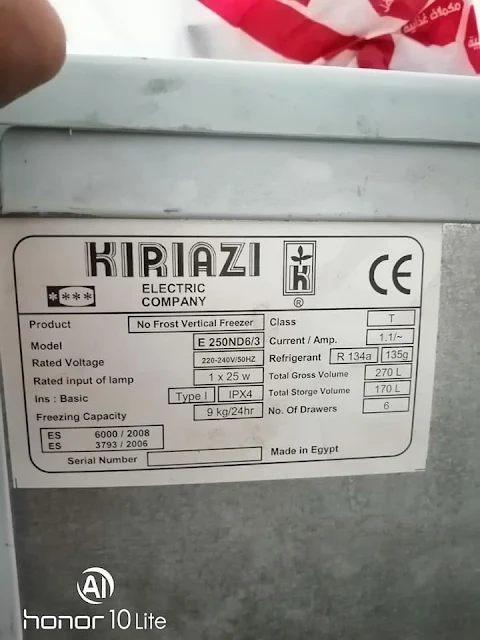 مكملات غذائية
KIRIAZI
ELECTRIC
COMPANY
K
®
CE
Product No Frost Vertical Freezer
Model E 250ND6/3
Rated Voltage 220-240V/50HZ
Rated input of lamp 1 x 25 w
Ins : Basic Type I IPX4
Freezing Capacity 9 kg/24hr
ES 6000 / 2008
ES 3793 / 2006
Serial Number
Class T
Current / Amp. 1.1/~
Refrigerant R 134a 135g
Total Gross Volume 270 L
Total Storge Volume 170 L
No. Of Drawers 6
Made in Egypt
AI
honor 10 Lite